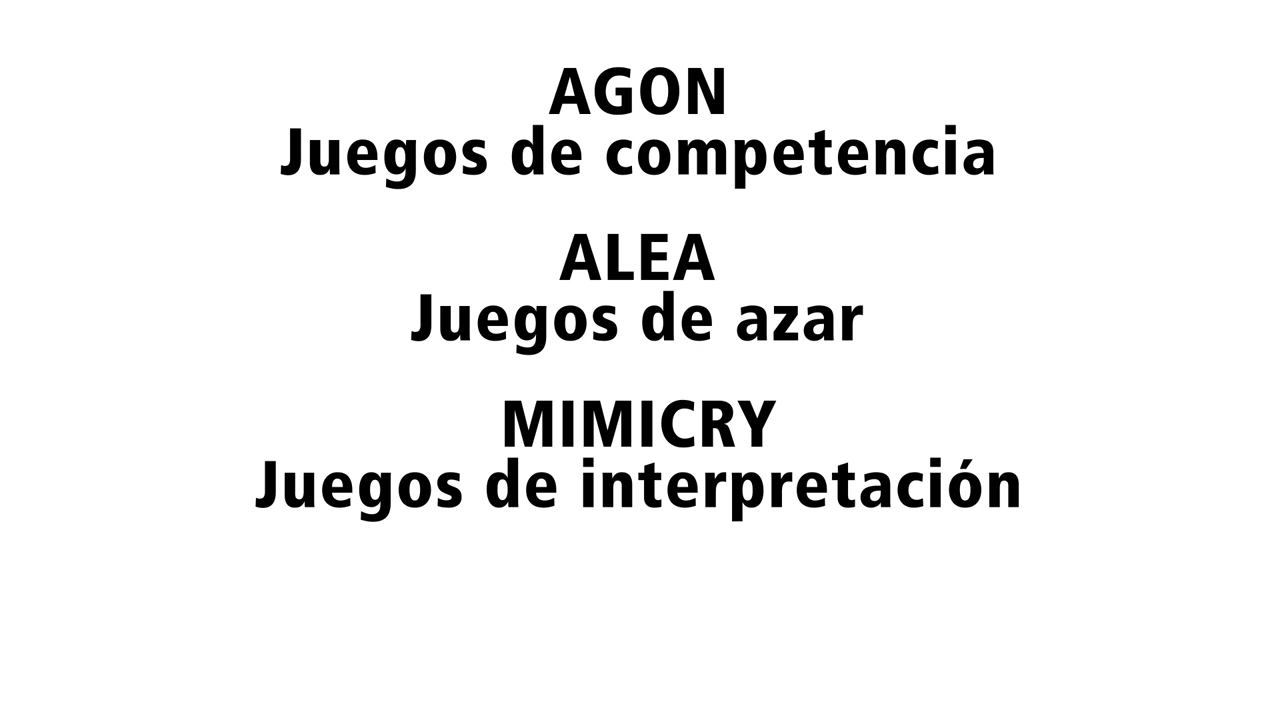 AGON
Juegos de competencia
ALEA
Juegos de azar
MIMICRY
Juegos de interpretación